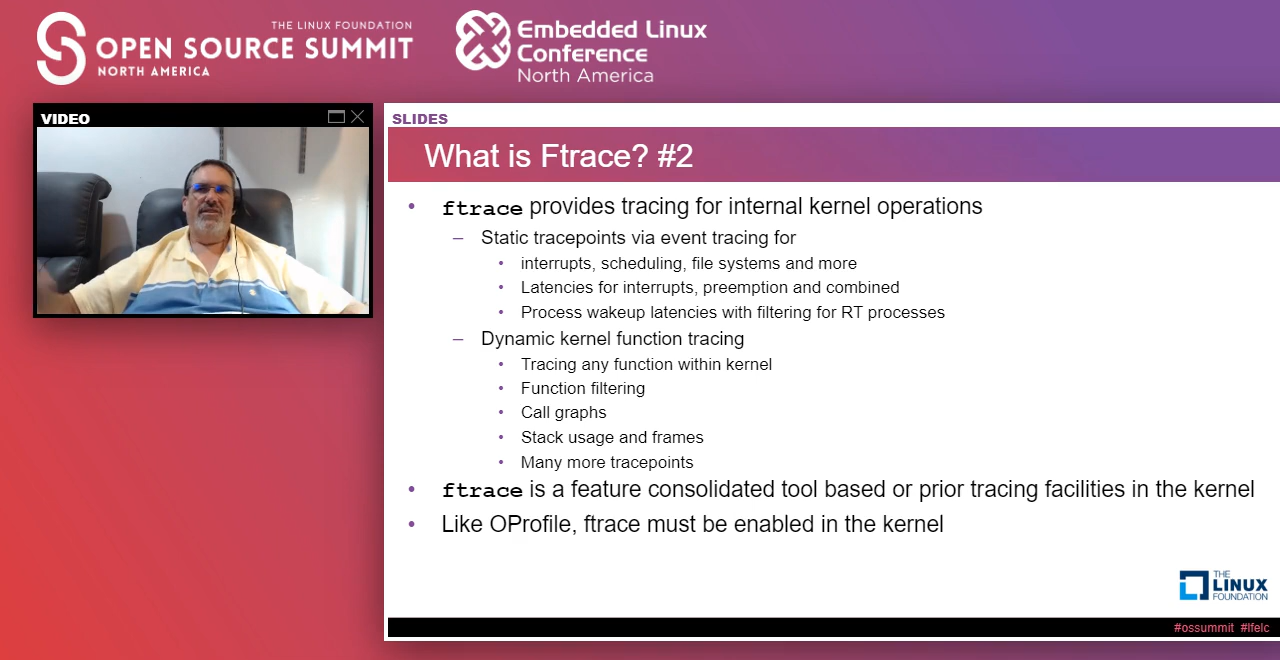 THE LINUX FOUNDATION
OPEN SOURCE SUMMIT
NORTH AMERICA
Embedded Linux
Conference
North America
VIDEO
SLIDES
What is Ftrace? #2
• ftrace provides tracing for internal kernel operations
– Static tracepoints via event tracing for
• interrupts, scheduling, file systems and more
• Latencies for interrupts, preemption and combined
• Process wakeup latencies with filtering for RT processes
– Dynamic kernel function tracing
• Tracing any function within kernel
• Function filtering
• Call graphs
• Stack usage and frames
• Many more tracepoints
• ftrace is a feature consolidated tool based or prior tracing facilities in the kernel
• Like OProfile, ftrace must be enabled in the kernel
THE
LINUX
FOUNDATION
#ossummit #lfelc